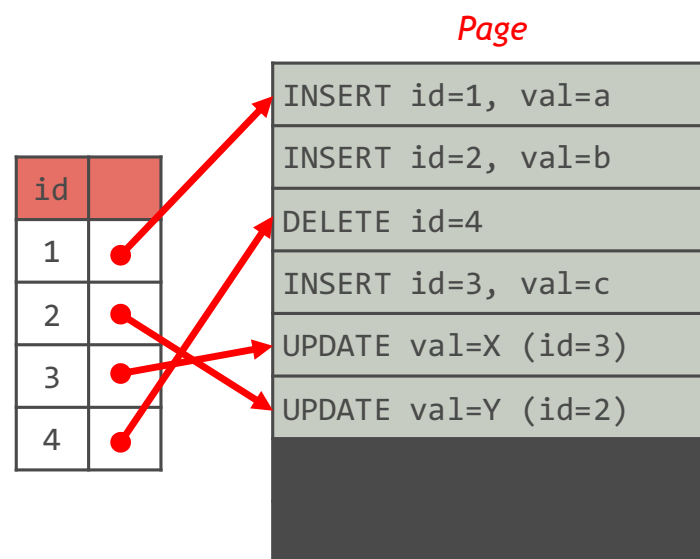 Page
INSERT id=1, val=a
INSERT id=2, val=b
DELETE id=4
INSERT id=3, val=c
UPDATE val=X (id=3)
UPDATE val=Y (id=2)
id
1
2
3
4